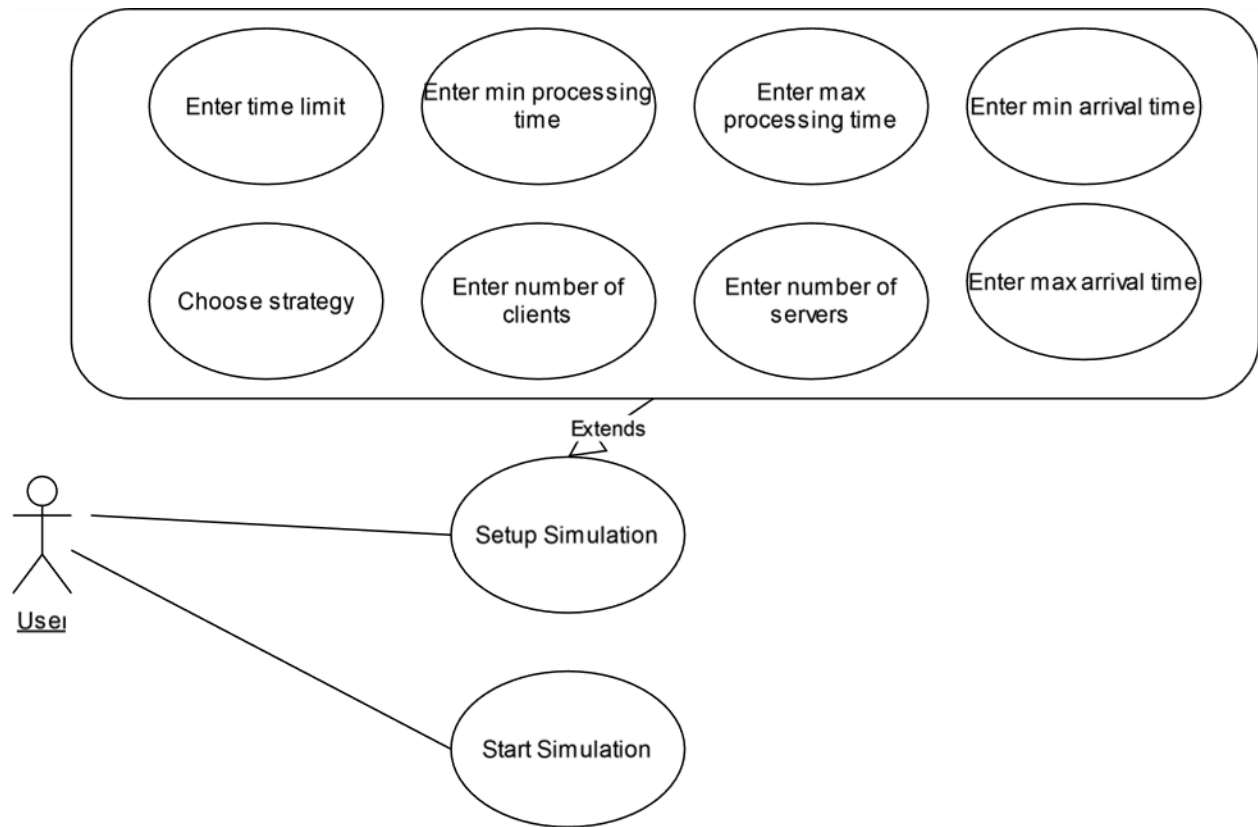 Enter time limit
Enter min processing
time
Enter max
processing time
Enter min arrival time
Choose strategy
Enter number of
clients
Enter number of
servers
Enter max arrival time
Extends
Setup Simulation
User
Start Simulation